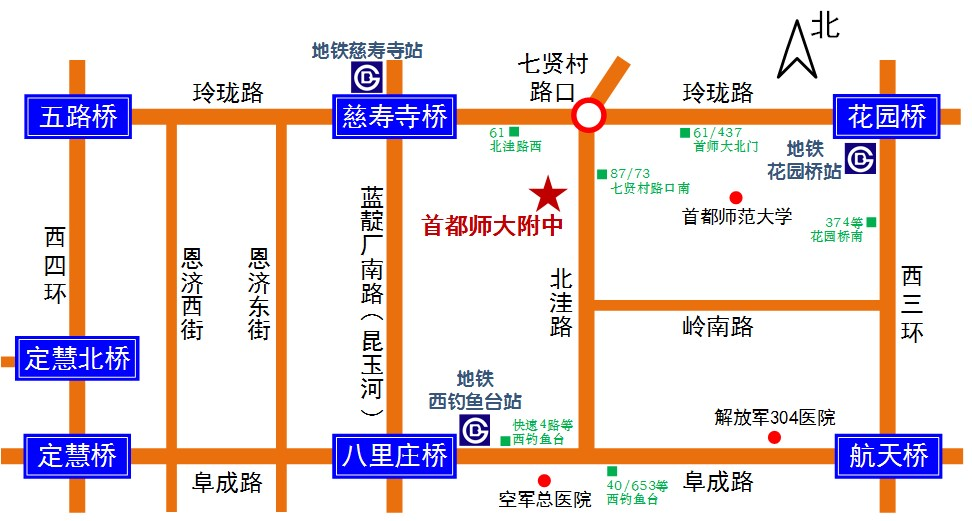 北
地铁慈寿寺站
七贤村
路口
玲珑路
玲珑路
五路桥
慈寿寺桥
花园桥
61
北洼路西
61/437
首师大北门
地铁
花园桥站
87/73
七贤村路口南
首都师大附中
首都师范大学
374等
花园桥南
西四环
恩济西街
恩济东街
蓝靛厂南路（昆玉河）
北洼路
西三环
岭南路
定慧北桥
地铁
西钓鱼台站
快速4路等
西钓鱼台
解放军304医院
定慧桥
八里庄桥
航天桥
阜成路
空军总医院
40/653等
西钓鱼台
阜成路